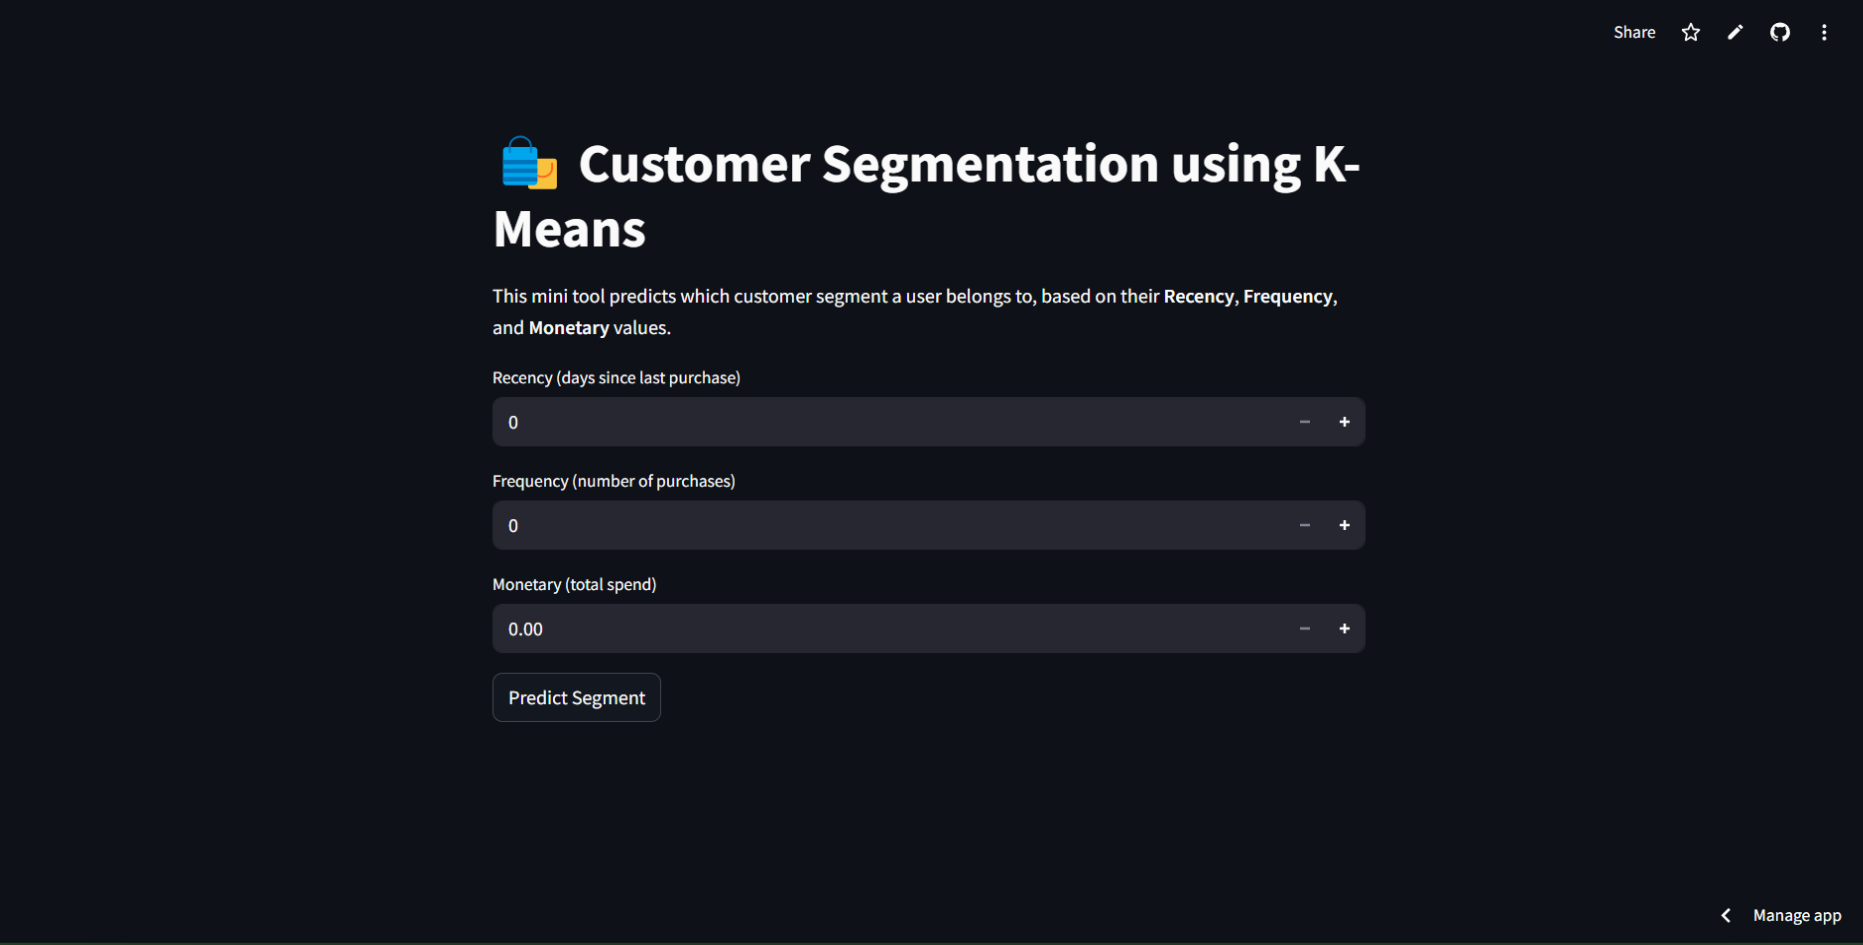 Share
Customer Segmentation using K-
Means
This mini tool predicts which customer segment a user belongs to, based on their Recency, Frequency,
and Monetary values.
Recency (days since last purchase)
0
Frequency (number of purchases)
0
Monetary (total spend)
0.00
Predict Segment
Manage app